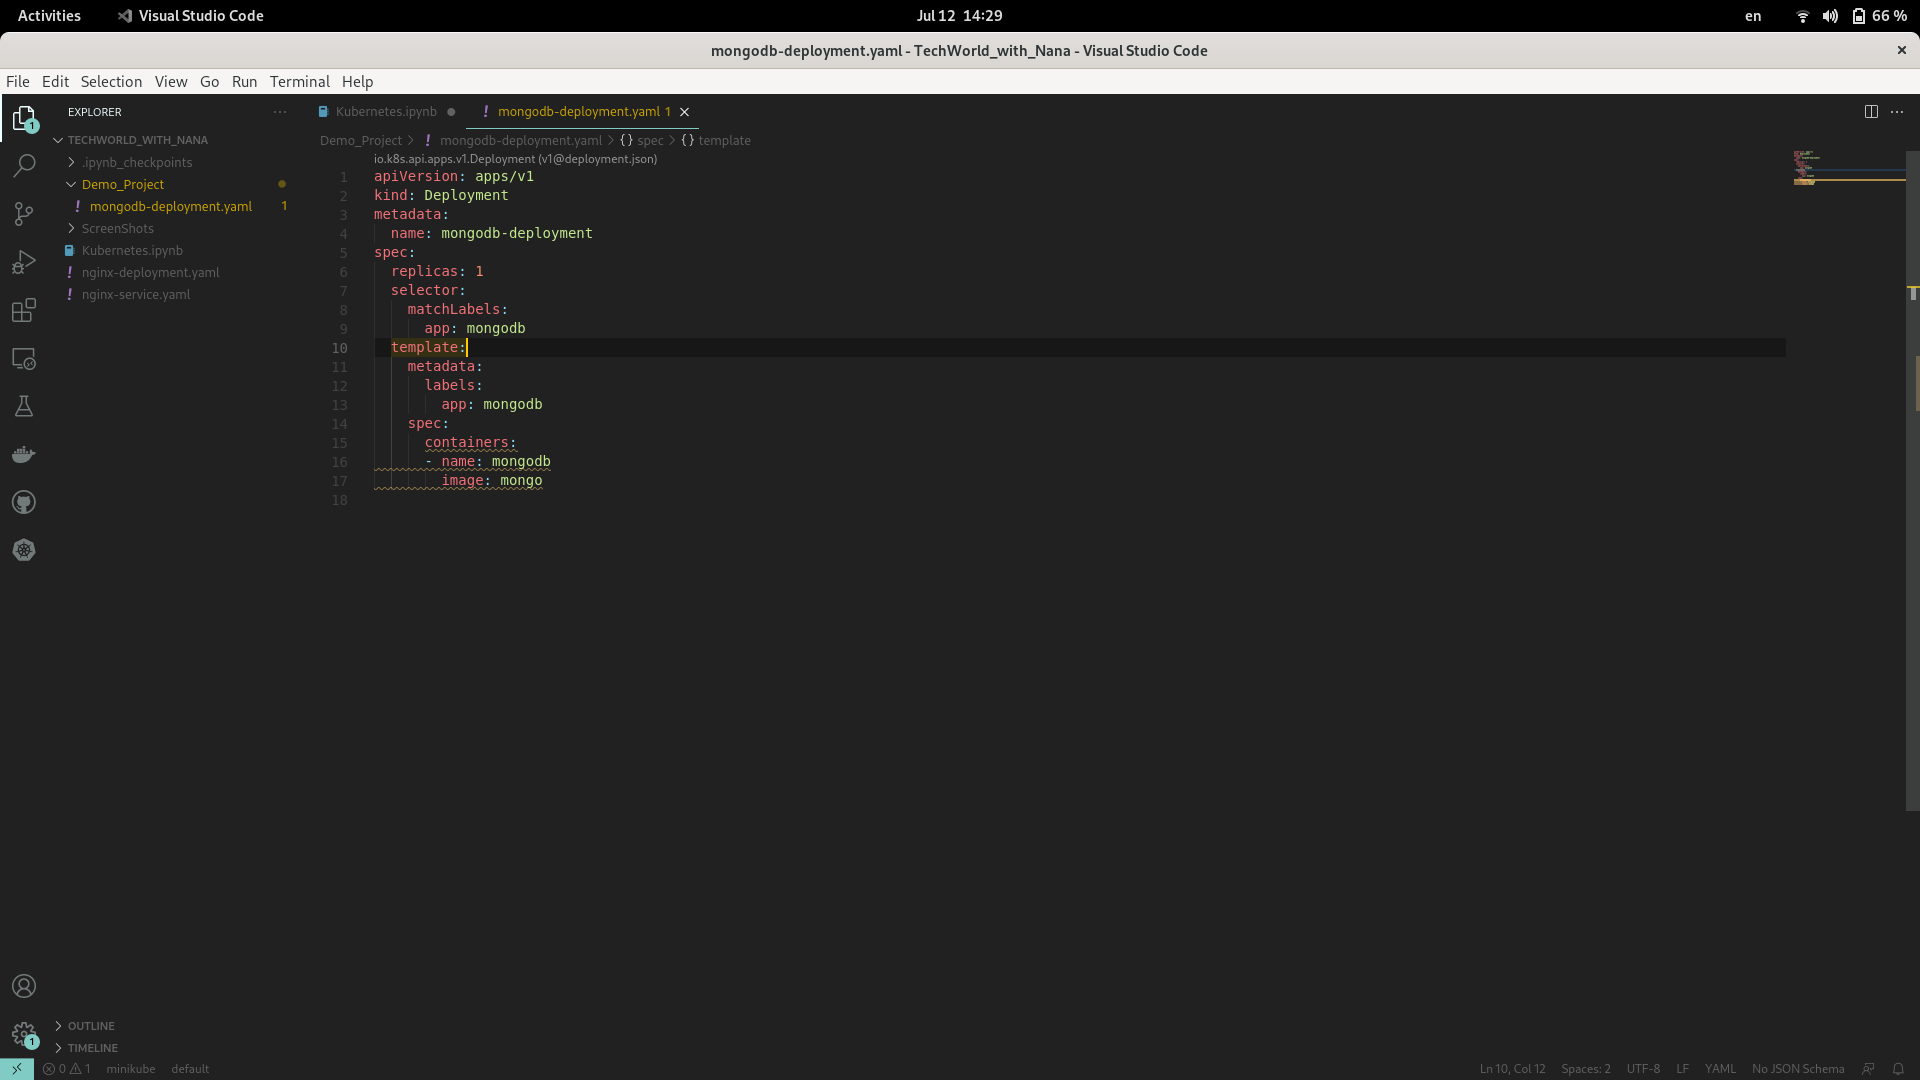 Activities
Visual Studio Code
Jul 12 14:29
en
66 %
mongodb-deployment.yaml - TechWorld_with_Nana - Visual Studio Code
File Edit Selection View Go Run Terminal Help
EXPLORER
TECHWORLD_WITH_NANA
.ipynb_checkpoints
Demo_Project
! mongodb-deployment.yaml 1
ScreenShots
Kubernetes.ipynb
! nginx-deployment.yaml
! nginx-service.yaml
OUTLINE
TIMELINE
1
1
Kubernetes.ipynb
! mongodb-deployment.yaml 1
Demo_Project > ! mongodb-deployment.yaml > {} spec > {} template
io.k8s.api.apps.v1.Deployment (v1@deployment.json)
1 apiVersion: apps/v1
2 kind: Deployment
3 metadata:
4   name: mongodb-deployment
5 spec:
6   replicas: 1
7   selector:
8     matchLabels:
9       app: mongodb
10   template:
11     metadata:
12       labels:
13         app: mongodb
14     spec:
15       containers:
16       - name: mongodb
17         image: mongo
18
0 1 minikube default
Ln 10, Col 12 Spaces: 2 UTF-8 LF YAML No JSON Schema